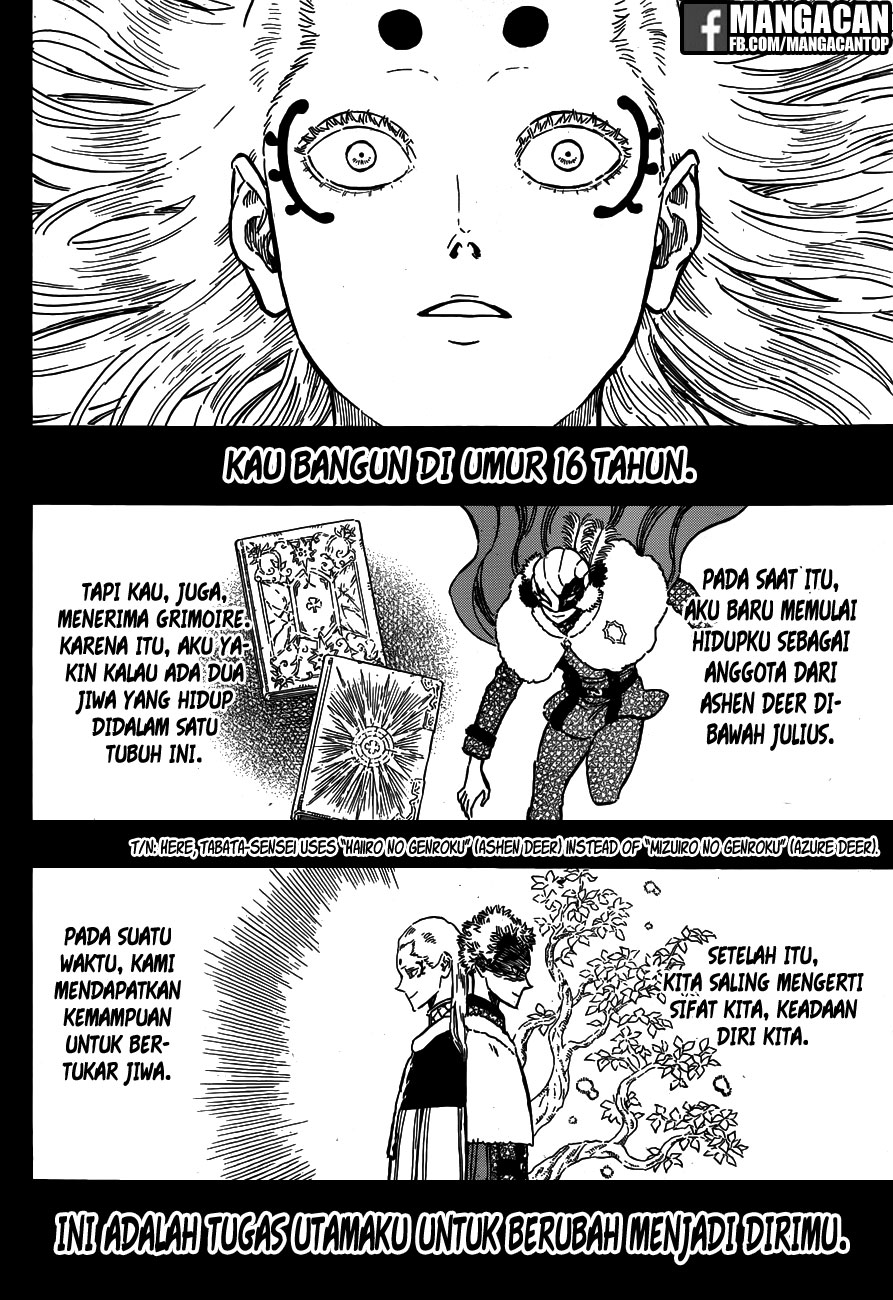 MANGACAN
FB.COM/MANGACANTOP
KAU BANGUN DI UMUR 16 TAHUN.
PADA SAAT ITU,
AKU BARU MEMULAI
HIDUPKU SEBAGAI
ANGGOTA DARI
ASHEN DEER DI-
BAWAH JULIUS.
TAPI KAU, JUGA,
MENERIMA GRIMOIRE.
KARENA ITU, AKU YA-
KIN KALAU ADA DUA
JIWA YANG HIDUP
DIDALAM SATU
TUBUH INI.
T/N: HERE, TABATA-SENSEI USES "HAIIRO NO GENROKU" (ASHEN DEER) INSTEAD OF "MIZUIRO NO GENROKU" (AZURE DEER).
SETELAH ITU,
KITA SALING MENGERTI
SIFAT KITA, KEADAAN
DIRI KITA.
PADA SUATU
WAKTU, KAMI
MENDAPATKAN
KEMAMPUAN
UNTUK BER-
TUKAR JIWA.
INI ADALAH TUGAS UTAMAKU UNTUK BERUBAH MENJADI DIRIMU.